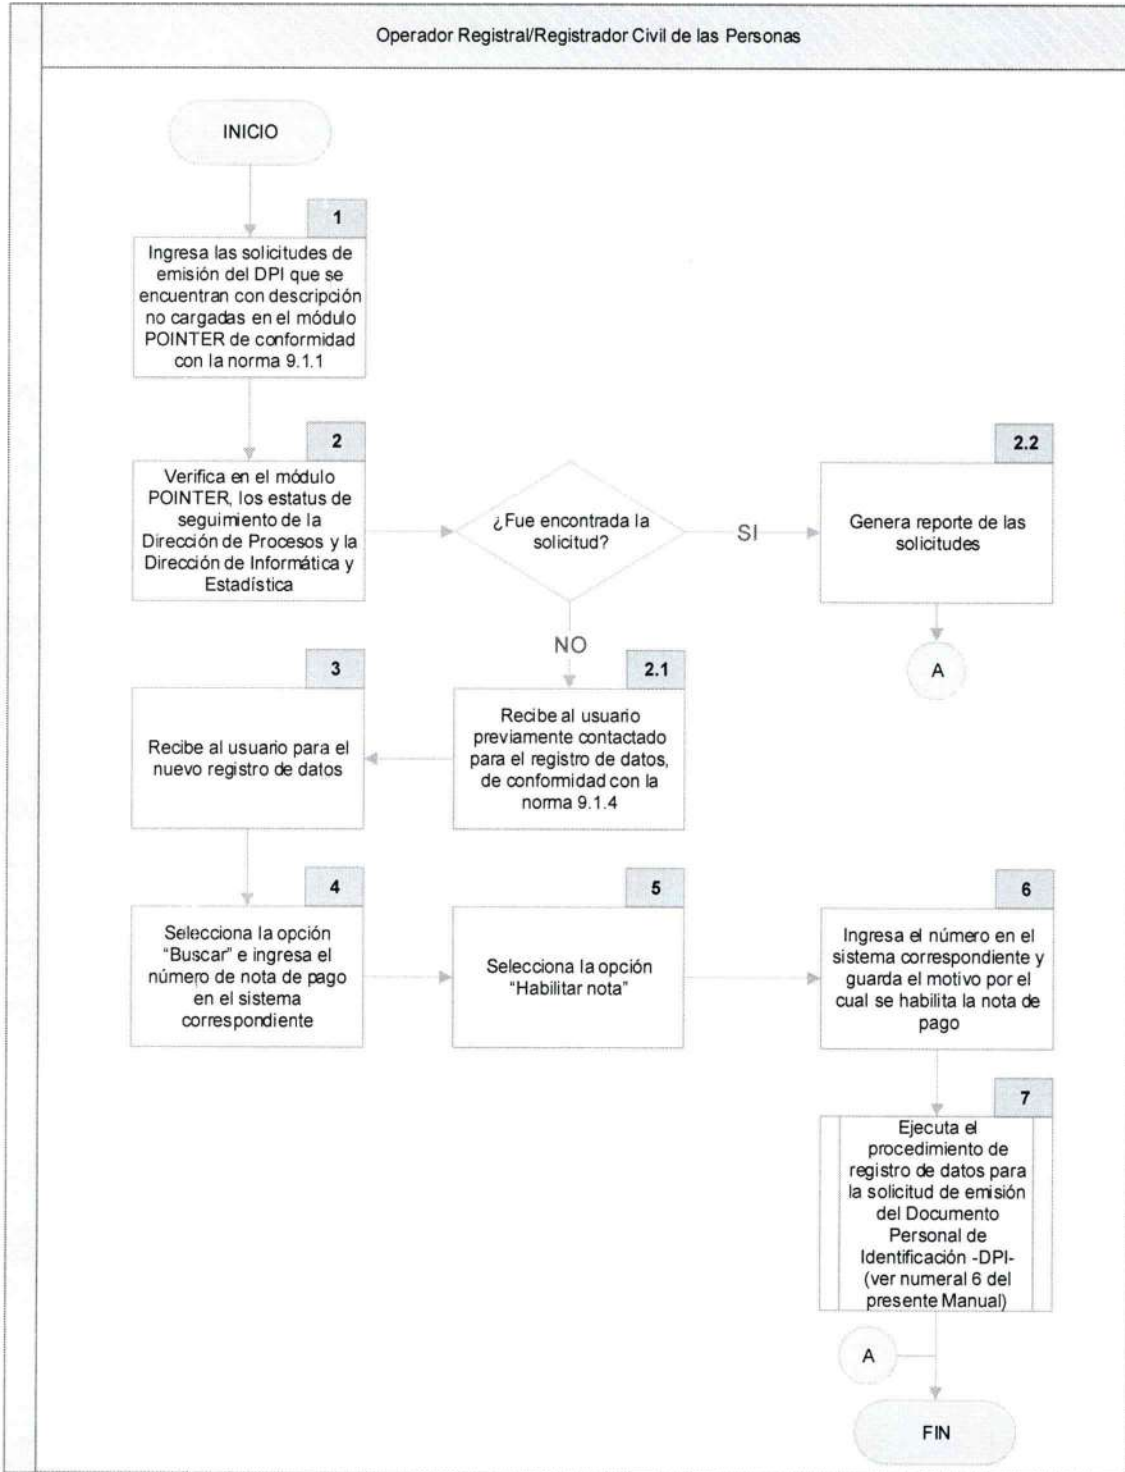 Operador Registral/Registrador Civil de las Personas
INICIO
1
Ingresa las solicitudes de
emisión del DPI que se
encuentran con descripción
no cargadas en el módulo
POINTER de conformidad
con la norma 9.1.1
2
Verifica en el módulo
POINTER, los estatus de
seguimiento de la
Dirección de Procesos y la
Dirección de Informática y
Estadística
¿Fue encontrada la
solicitud?
SI
2.2
Genera reporte de las
solicitudes
A
NO
2.1
Recibe al usuario
previamente contactado
para el registro de datos,
de conformidad con la
norma 9.1.4
3
Recibe al usuario para el
nuevo registro de datos
4
Selecciona la opción
“Buscar” e ingresa el
número de nota de pago
en el sistema
correspondiente
5
Selecciona la opción
“Habilitar nota”
6
Ingresa el número en el
sistema correspondiente y
guarda el motivo por el
cual se habilita la nota de
pago
7
Ejecuta el
procedimiento de
registro de datos para
la solicitud de emisión
del Documento
Personal de
Identificación -DPI-
(ver numeral 6 del
presente Manual)
A
FIN